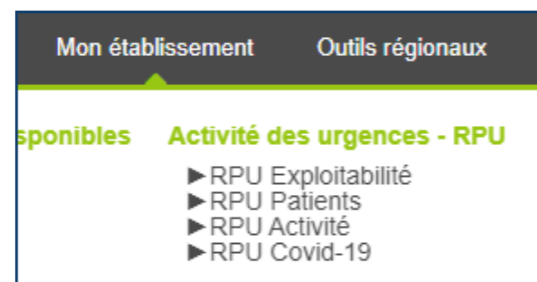 Mon établissement Outils régionaux
sponibles Activité des urgences - RPU
►RPU Exploitabilité
►RPU Patients
►RPU Activité
►RPU Covid-19